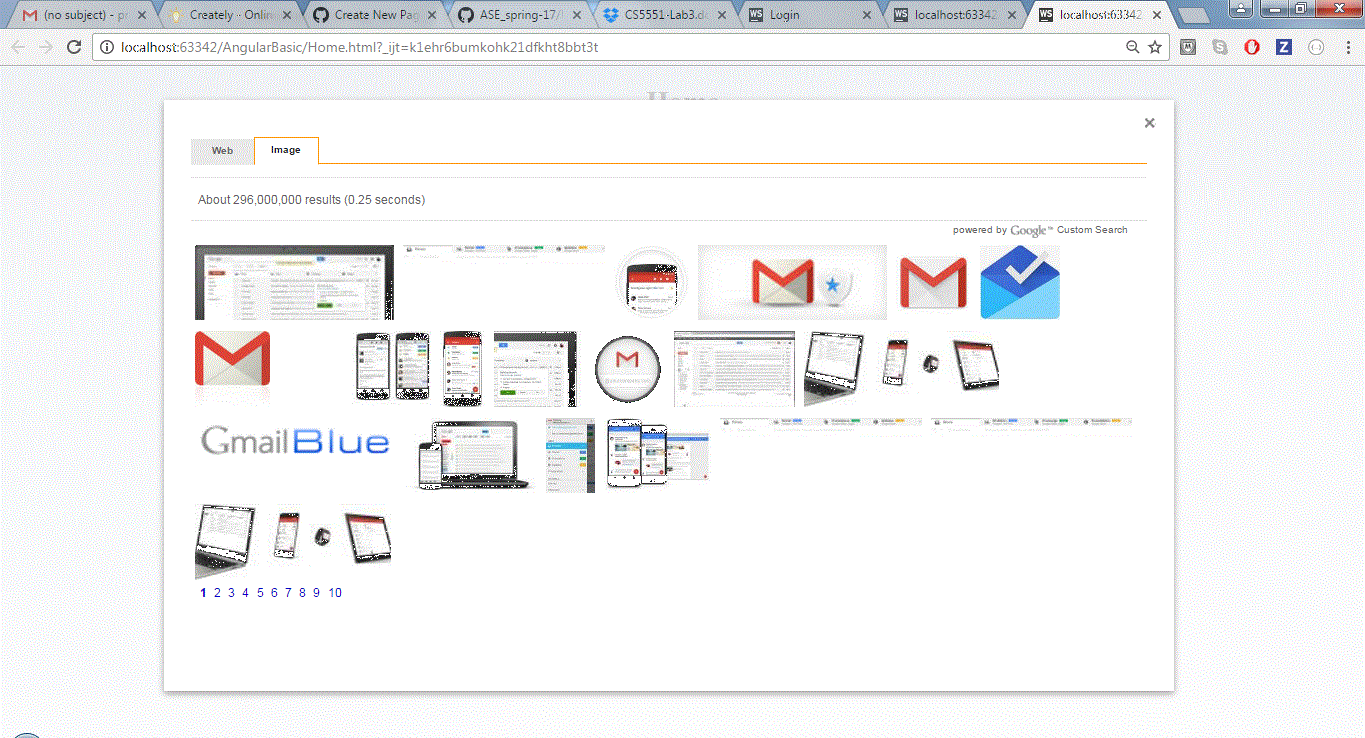 (no subject) - pr
Creately - Online
Create New Pag
ASE_spring-17/
CS5551-Lab3.do
Login
localhost:63342
localhost:63342
localhost:63342/AngularBasic/Home.html?_ijt=k1ehr6bumkohk21dfkht8bbt3t
Home
Web
Image
About 296,000,000 results (0.25 seconds)
powered by Google™ Custom Search
GmailBlue
1 2 3 4 5 6 7 8 9 10